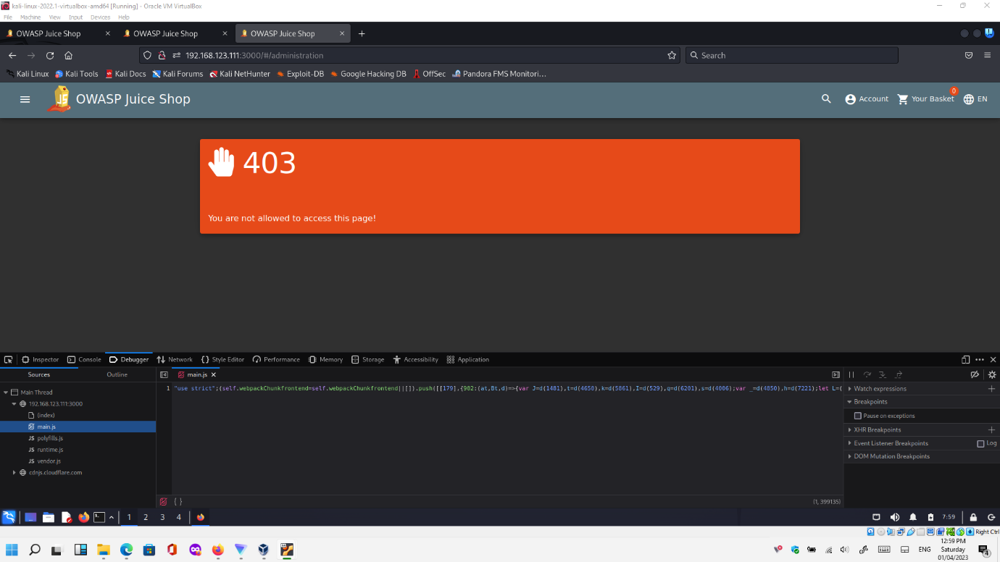 kali-linux-2022.1-virtualbox-amd64 [Running] - Oracle VM VirtualBox
File Machine View Input Devices Help
OWASP Juice Shop OWASP Juice Shop OWASP Juice Shop
192.168.123.111:3000/#/administration Search
Kali Linux Kali Tools Kali Docs Kali Forums Kali NetHunter Exploit-DB Google Hacking DB OffSec Pandora FMS Monitori…
OWASP Juice Shop Account Your Basket 0 EN
403
You are not allowed to access this page!
Inspector Console Debugger Network Style Editor Performance Memory Storage Accessibility Application
Sources Outline main.js
Main Thread
192.168.123.111:3000
(index)
main.js
polyfills.js
runtime.js
vendor.js
cdnjs.cloudflare.com
1 "use strict";(self.webpackChunkfrontend=self.webpackChunkfrontend||[]).push([[179],{902:(at,Bt,d)=>{var J=d(1481),t=d(4650),k=d(5861),I=d(529),q=d(6201),s=d(4006);var _=d(4850),h=d(7221);let L=(
{ } (1, 399135)
Watch expressions
Breakpoints
Pause on exceptions
XHR Breakpoints
Event Listener Breakpoints Log
DOM Mutation Breakpoints
1 2 3 4 7:59
Right Ctrl
ENG
12:59 PM
Saturday
01/04/2023
4